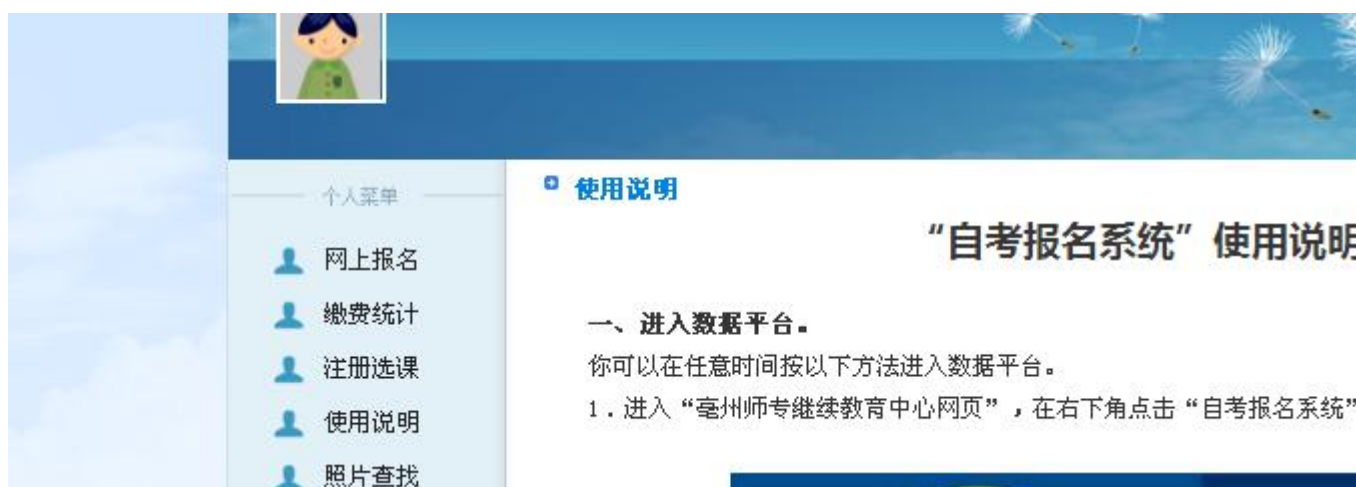 个人菜单
网上报名
缴费统计
注册选课
使用说明
照片查找
使用说明
“自考报名系统”使用说明
一、进入数据平台。
你可以在任意时间按以下方法进入数据平台。
1．进入“亳州师专继续教育中心网页”，在右下角点击“自考报名系统”